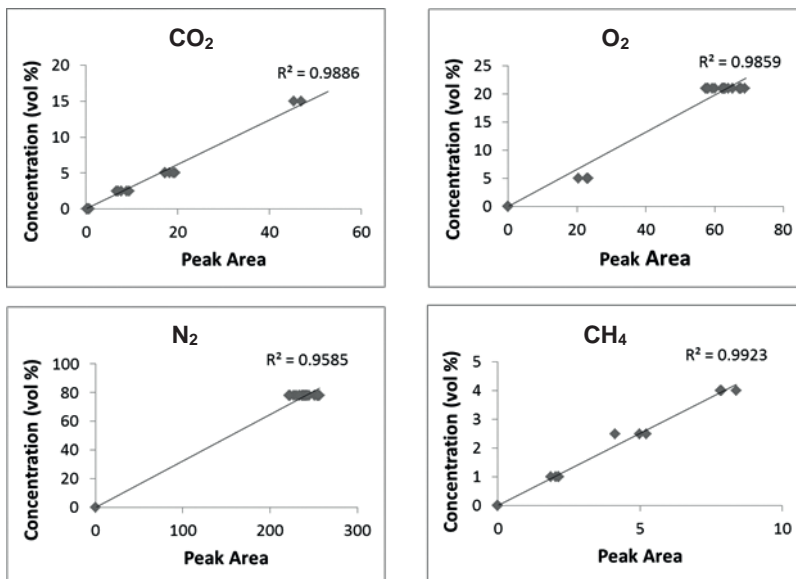 CO₂
R² = 0.9886
Concentration (vol %)
20
15
10
5
0
0
20
40
60
Peak Area
O₂
R² = 0.9859
Concentration (vol %)
25
20
15
10
5
0
0
20
40
60
80
Peak Area
N₂
R² = 0.9585
Concentration (vol %)
100
80
60
40
20
0
0
100
200
300
Peak Area
CH₄
R² = 0.9923
Concentration (vol %)
5
4
3
2
1
0
0
5
10
Peak Area